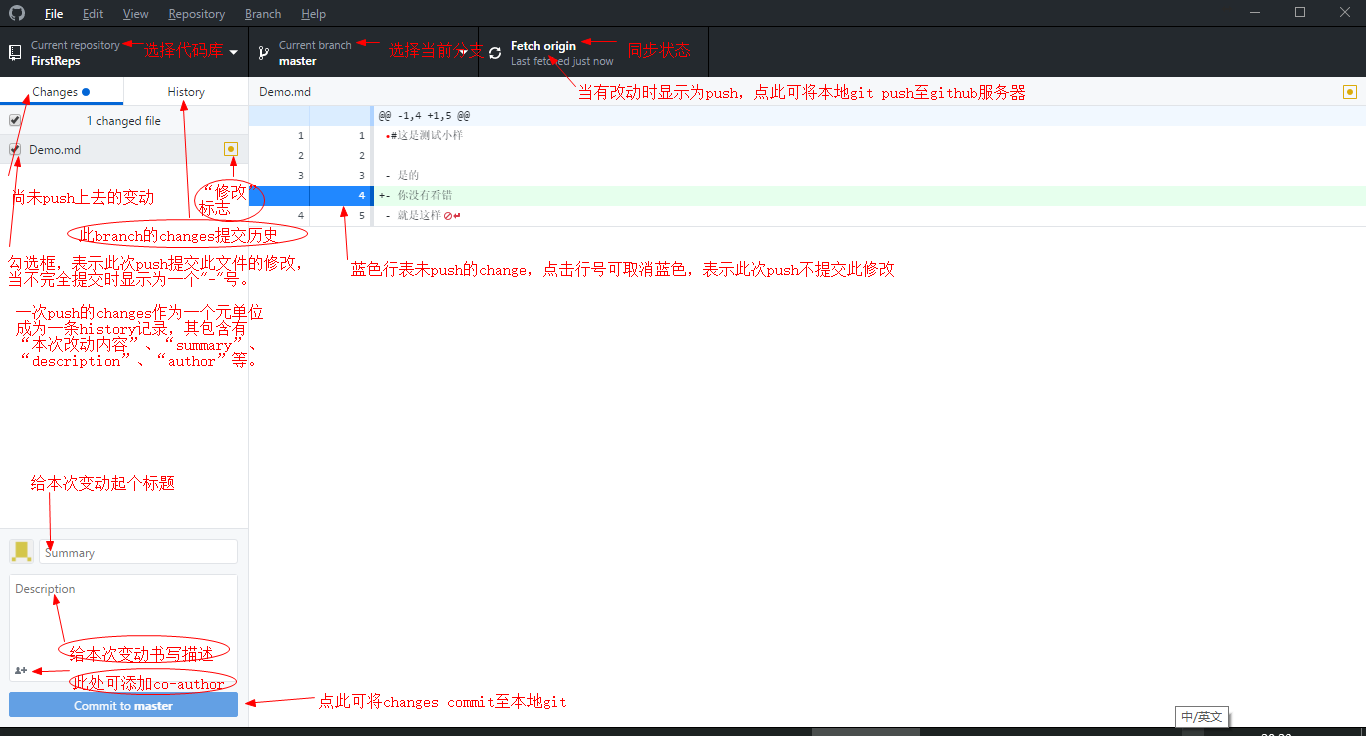 File Edit View Repository Branch Help
Current repository
FirstReps
选择代码库
Current branch
master
选择当前分支
Fetch origin
Last fetched just now
同步状态
当有改动时显示为push，点此可将本地git push至github服务器
Changes
History
Demo.md
1 changed file
Demo.md
@@ -1,4 +1,5 @@
1 1 #这是测试小样
2 2
3 3 - 是的
4 +- 你没有看错
4 5 - 就是这样
尚未push上去的变动
“修改”
标志
此branch的changes提交历史
勾选框，表示此次push提交此文件的修改，
当不完全提交时显示为一个"-"号。
蓝色行表未push的change，点击行号可取消蓝色，表示此次push不提交此修改
一次push的changes作为一个元单位
成为一条history记录，其包含有
“本次改动内容”、“summary”、
“description”、“author”等。
给本次变动起个标题
Summary
Description
给本次变动书写描述
此处可添加co-author
Commit to master
点此可将changes commit至本地git
中/英文